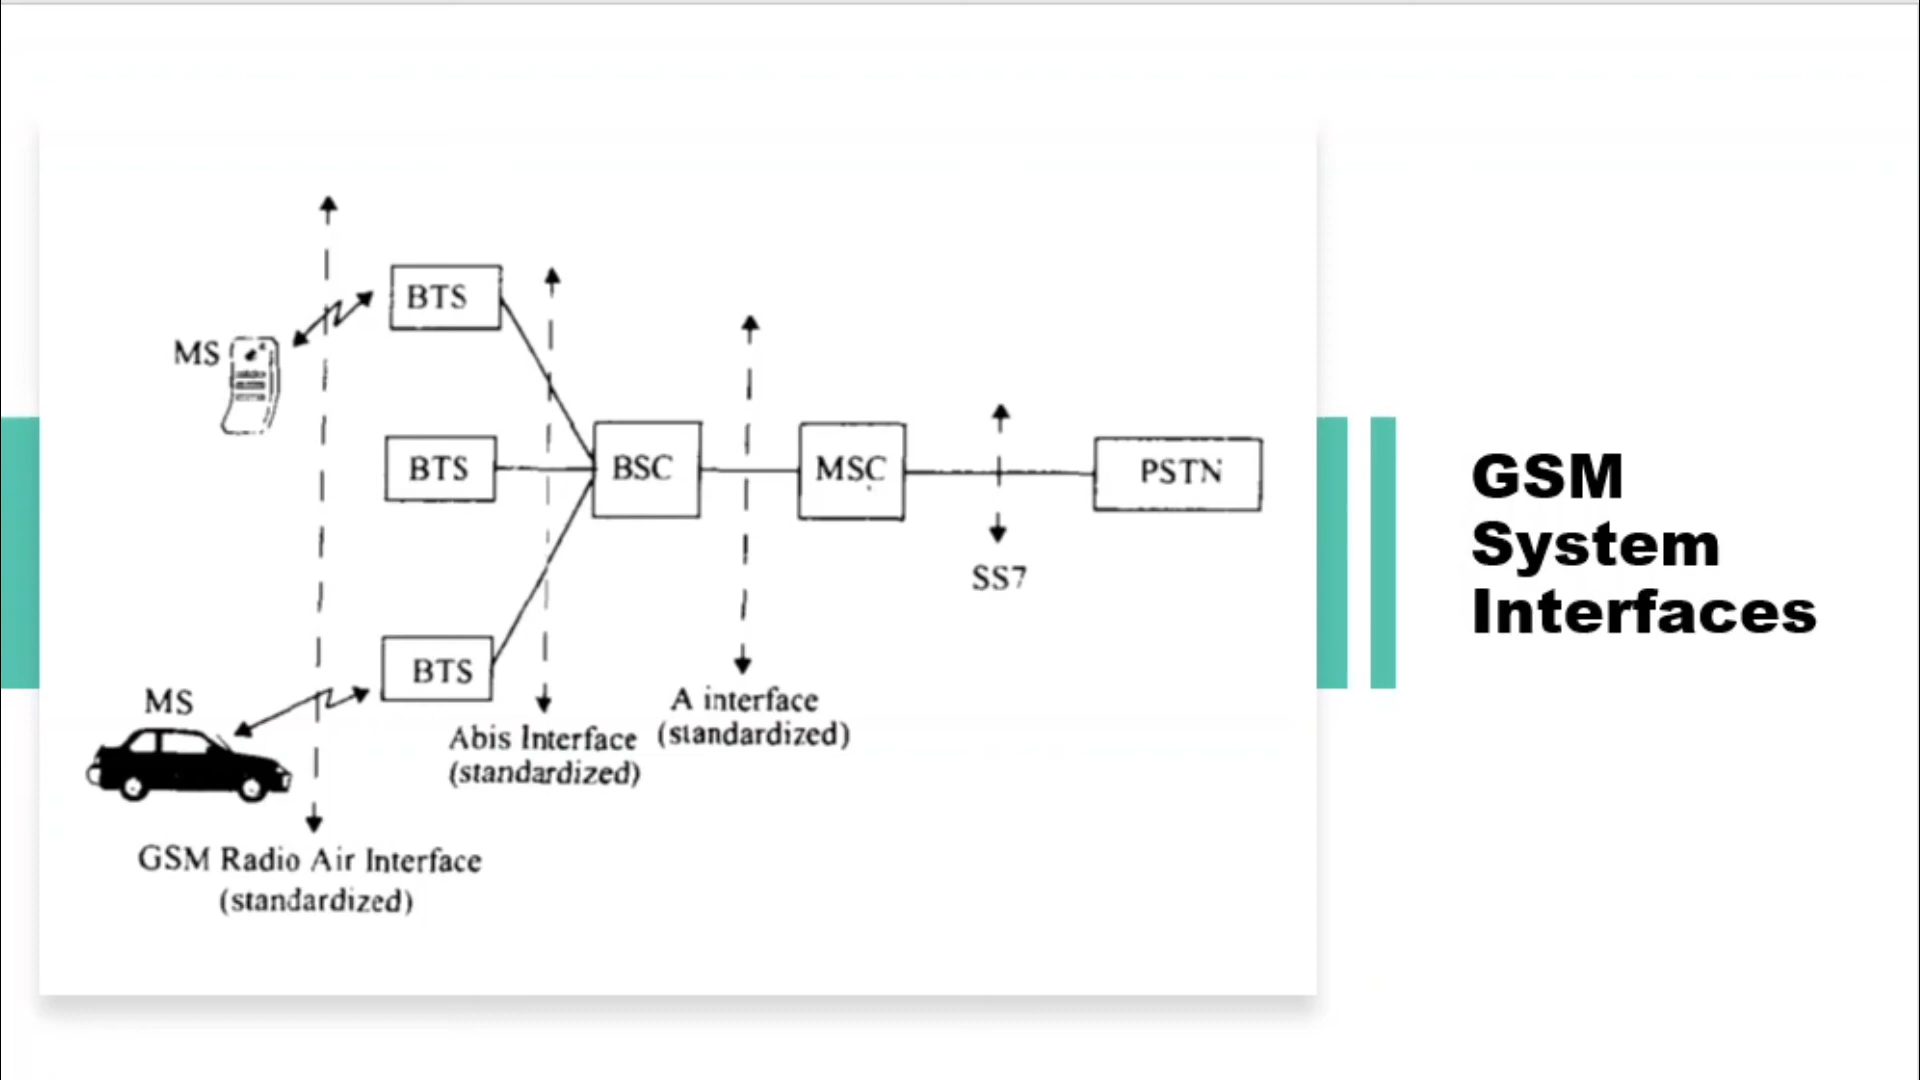 BTS
MS
BTS
BSC
MSC
PSTN
SS7
BTS
MS
A interface
(standardized)
Abis Interface
(standardized)
GSM Radio Air Interface
(standardized)
GSM
System
Interfaces